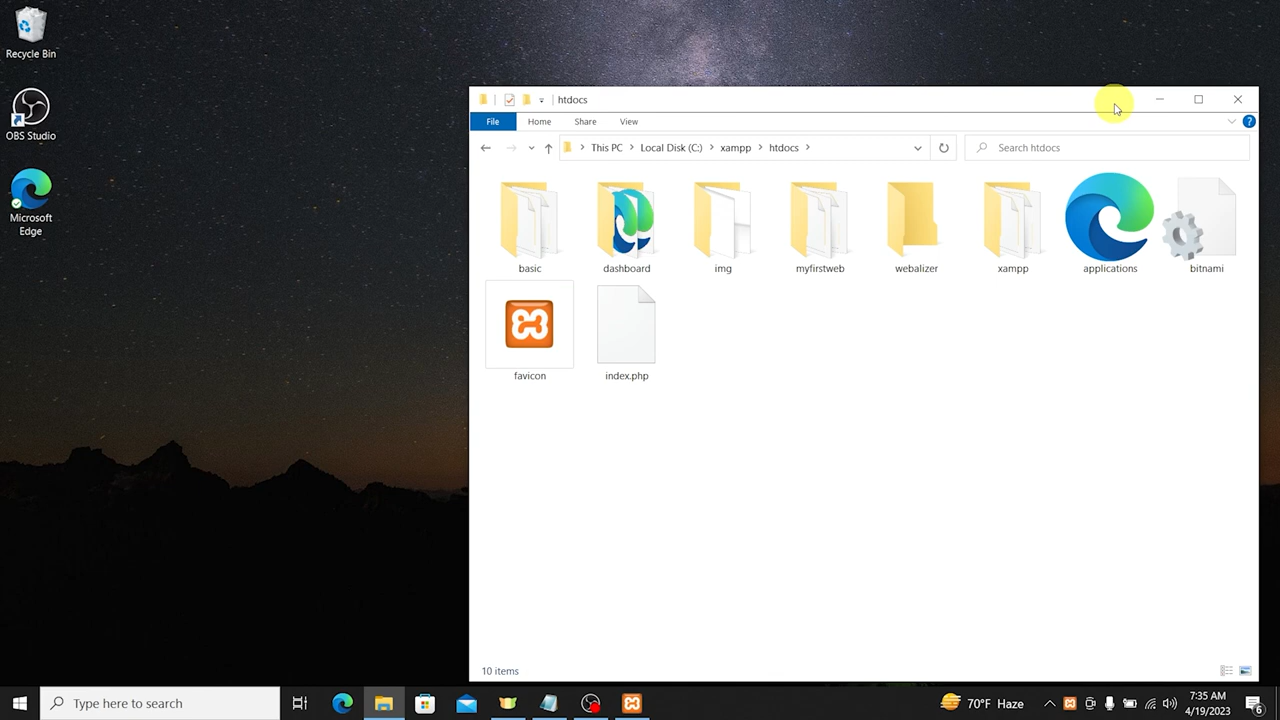 Recycle Bin
OBS Studio
Microsoft
Edge
htdocs
File Home Share View
This PC Local Disk (C:) xampp htdocs
Search htdocs
basic dashboard img myfirstweb webalizer xampp applications bitnami
favicon index.php
10 items
Type here to search
70°F Haze
7:35 AM
4/19/2023
6